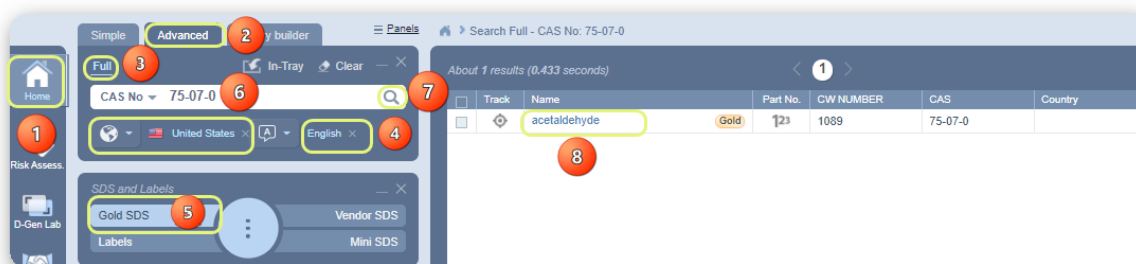 Simple
Advanced
2
y builder
Panels
Search Full - CAS No: 75-07-0
Full
3
In-Tray
Clear
About 1 results (0.433 seconds)
1
Home
CAS No
75-07-0
6
7
Track
Name
Part No.
CW NUMBER
CAS
Country
1
United States
A
English
4
acetaldehyde
Gold
123
1089
75-07-0
8
Risk Assess.
SDS and Labels
Gold SDS
5
Vendor SDS
D-Gen Lab
Labels
Mini SDS